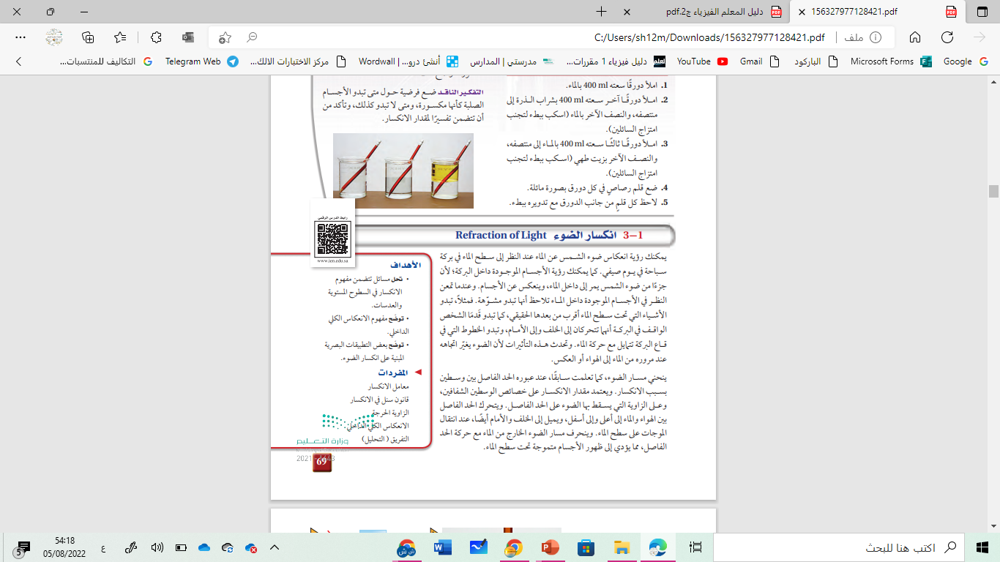 156327977128421.pdf
دليل المعلم الفيزياء ج2.pdf
ملف
C:/Users/sh12m/Downloads/156327977128421.pdf
Google
Microsoft Forms
الباركود
Gmail
YouTube
دليل فيزياء 1 مقررات...
مدرستي | المدارس
أنشئ درو... | Wordwall
مركز الاختبارات الالك...
Telegram Web
التكاليف للمنتسبات...
1. املأ دورقًا سعته 400 ml بالماء.
2. املأ دورقًا آخر سعته 400 ml بشراب الذرة إلى
منتصفه، والنصف الآخر بالماء (اسكب ببطء لتجنب
امتزاج السائلين).
3. املأ دورقًا ثالثًا سعته 400 ml بالماء إلى منتصفه،
والنصف الآخر بزيت طهي (اسكب ببطء لتجنب
امتزاج السائلين).
4. ضع قلم رصاصٍ في كل دورق بصورة مائلة.
5. لاحظ كل قلمٍ من جانب الدورق مع تدويره ببطء.
التفكير الناقد ضع فرضية حول متى تبدو الأجسام
الصلبة كأنها مكسورة، ومتى لا تبدو كذلك، وتأكد من
أن تتضمن تفسيرًا لمقدار الانكسار.
رابط الدرس الرقمي
www.ien.edu.sa
3–1 انكسار الضوء Refraction of Light
يمكنك رؤية انعكاس ضوء الشمس عن الماء عند النظر إلى سطح الماء في بركة
سباحة في يوم صيفي. كما يمكنك رؤية الأجسام الموجودة داخل البركة؛ لأن
جزءًا من ضوء الشمس يمر إلى داخل الماء، وينعكس عن الأجسام. وعندما تمعن
النظر في الأجسام الموجودة داخل الماء تلاحظ أنها تبدو مشوّهة. فمثلاً، تبدو
الأشياء التي تحت سطح الماء أقرب من بعدها الحقيقي، كما تبدو قَدمَا الشخص
الواقف في البركة أنهما تتحركان إلى الخلف وإلى الأمام، وتبدو الخطوط التي في
قاع البركة تتمايل مع حركة الماء. وتحدث هذه التأثيرات لأن الضوء يغيّر اتجاهه
عند مروره من الماء إلى الهواء أو العكس.
ينحني مسار الضوء، كما تعلمت سابقًا، عند عبوره الحد الفاصل بين وسطين
بسبب الانكسار. ويعتمد مقدار الانكسار على خصائص الوسطين الشفافين،
وعلى الزاوية التي يسقط بها الضوء على الحد الفاصل. ويتحرك الحد الفاصل
بين الهواء والماء إلى أعلى وإلى أسفل، ويميل إلى الخلف والأمام أيضًا، عند انتقال
الموجات على سطح الماء. وينحرف مسار الضوء الخارج من الماء مع حركة الحد
الفاصل، مما يؤدي إلى ظهور الأجسام متموجة تحت سطح الماء.
الأهداف
• تحل مسائل تتضمن مفهوم
الانكسار في السطوح المستوية
والعدسات.
• توضح مفهوم الانعكاس الكلي
الداخلي.
• توضح بعض التطبيقات البصرية
المبنية على انكسار الضوء.
المفردات
معامل الانكسار
قانون سنل في الانكسار
الزاوية الحرجة
الانعكاس الكلي الداخلي
التفريق (التحليل)
وزارة التعليم
69
اكتب هنا للبحث
ع
54:18
05/08/2022
5